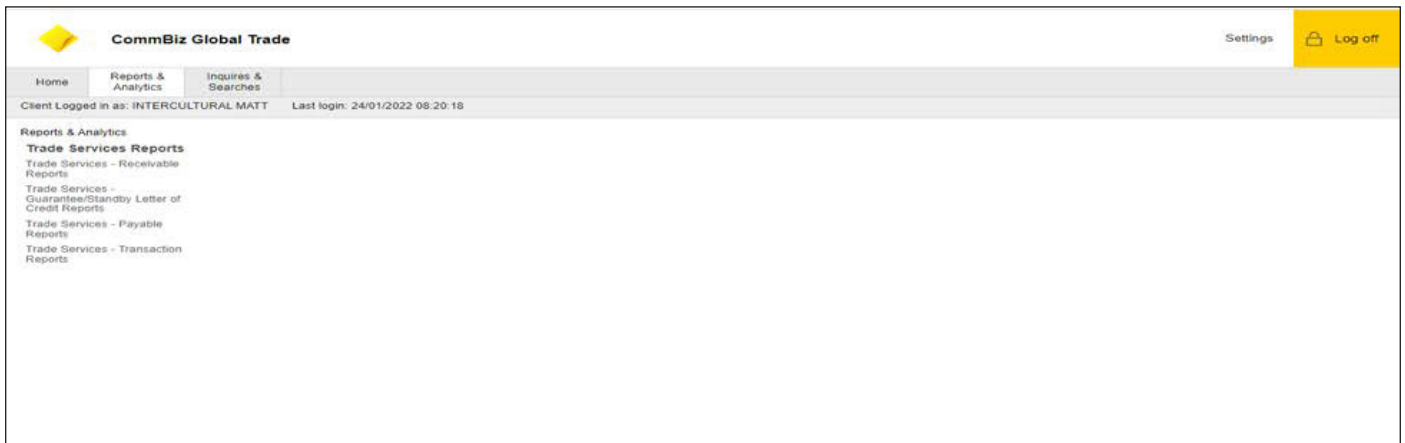 CommBiz Global Trade
Settings
Log off
Home
Reports &
Analytics
Inquires &
Searches
Client Logged in as: INTERCULTURAL MATT
Last login: 24/01/2022 08:20:18
Reports & Analytics
Trade Services Reports
Trade Services - Receivable
Reports
Trade Services -
Guarantee/Standby Letter of
Credit Reports
Trade Services - Payable
Reports
Trade Services - Transaction
Reports